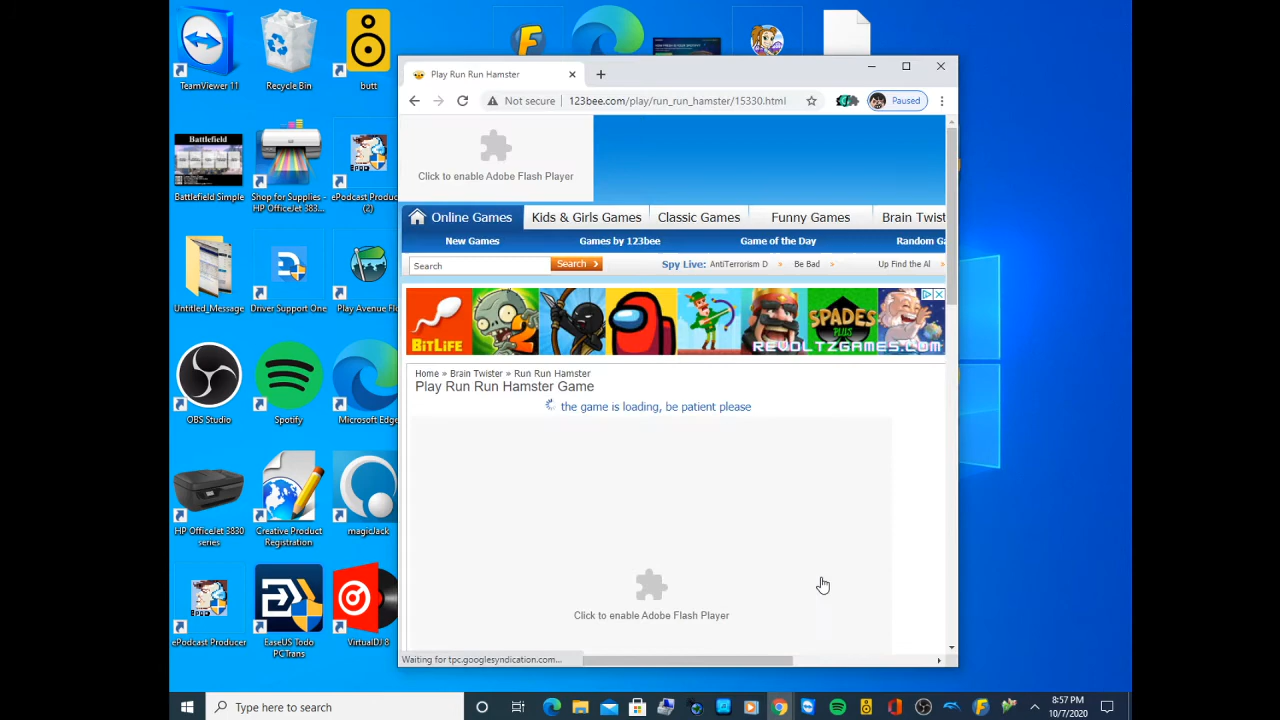 TeamViewer 11
Recycle Bin
butt
Battlefield
Battlefield Simple
Shop for Supplies -
HP OfficeJet 383...
ePodcast Produc
(2)
Untitled_Message
Driver Support One
Play Avenue Fl
OBS Studio
Spotify
Microsoft Edge
HP OfficeJet 3830
series
Creative Product
Registration
magicJack
ePodcast Producer
EaseUS Todo
PCTrans
VirtualDJ 8
Play Run Run Hamster
Not secure
123bee.com/play/run_run_hamster/15330.html
Paused
Click to enable Adobe Flash Player
Online Games
Kids & Girls Games
Classic Games
Funny Games
Brain Twist
New Games
Games by 123bee
Game of the Day
Random Ga
Search
Search
Spy Live:
AntiTerrorism D
Be Bad
Up Find the Al
BITLIFE
2
SPADES
PLUS
REVOLTZGAMES.COM
Home » Brain Twister » Run Run Hamster
Play Run Run Hamster Game
the game is loading, be patient please
Click to enable Adobe Flash Player
Waiting for tpc.googlesyndication.com...
Type here to search
8:57 PM
10/7/2020